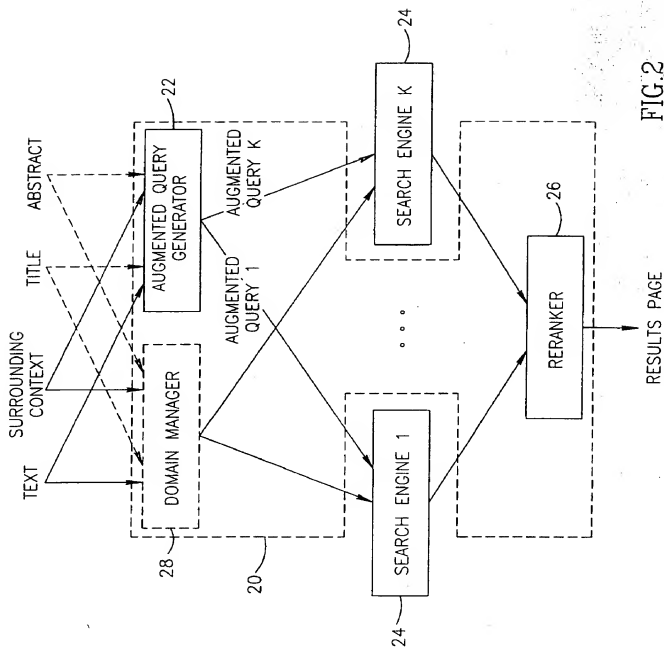 TEXT
SURROUNDING
CONTEXT
TITLE
ABSTRACT
28
DOMAIN MANAGER
AUGMENTED QUERY
GENERATOR
22
20
AUGMENTED
QUERY 1
AUGMENTED
QUERY K
24
SEARCH ENGINE 1
SEARCH ENGINE K
24
RERANKER
26
RESULTS PAGE
FIG.2